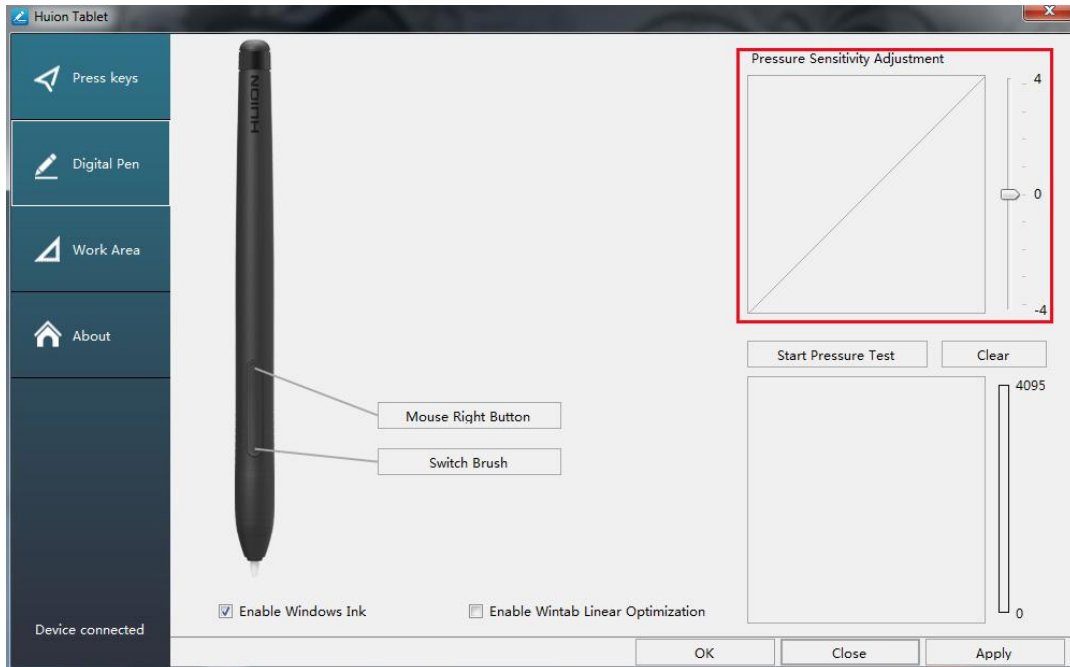 Huion Tablet
Press keys
Digital Pen
Work Area
About
Device connected
HUION
Mouse Right Button
Switch Brush
Enable Windows Ink
Enable Wintab Linear Optimization
Pressure Sensitivity Adjustment
4
0
-4
Start Pressure Test
Clear
4095
0
OK
Close
Apply